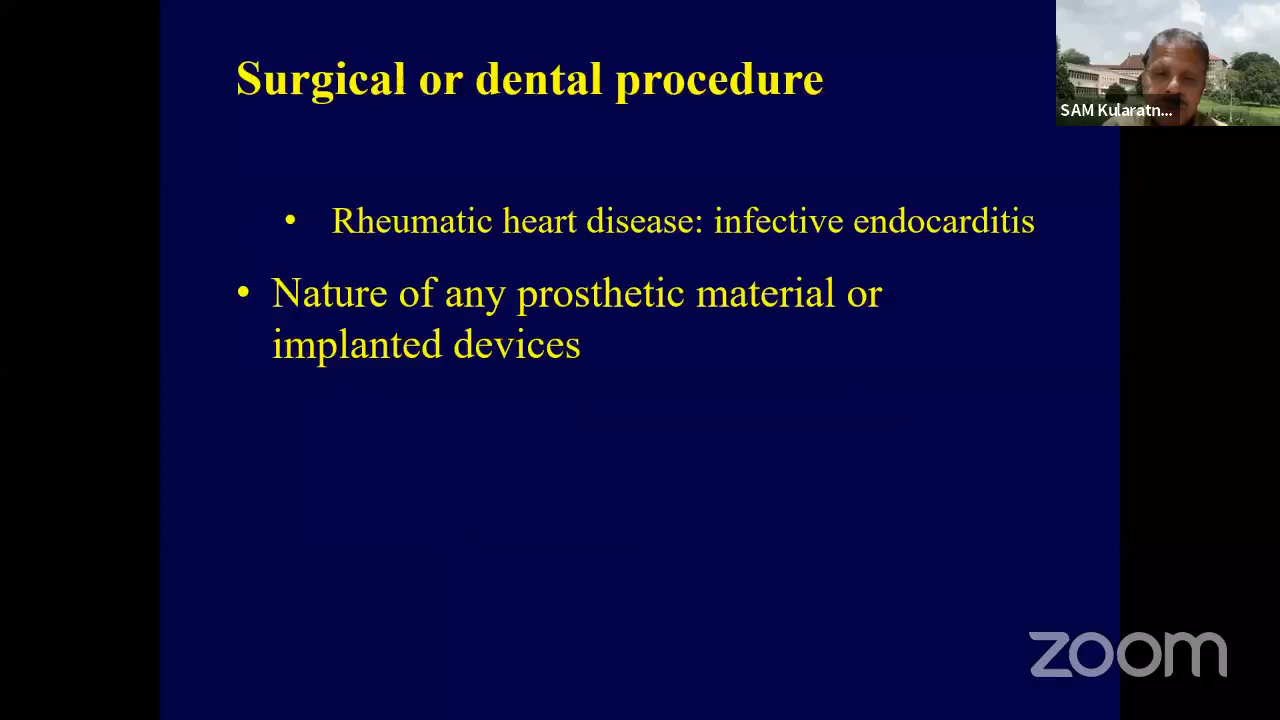 Surgical or dental procedure
SAM Kularatn...
• Rheumatic heart disease: infective endocarditis
• Nature of any prosthetic material or
implanted devices
zoom